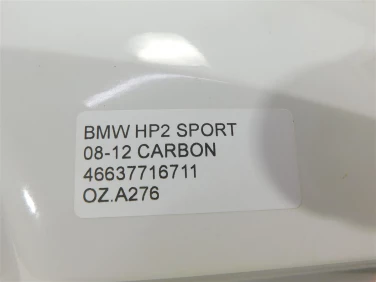 BMW HP2 SPORT
08-12 CARBON
46637716711
OZ.A276